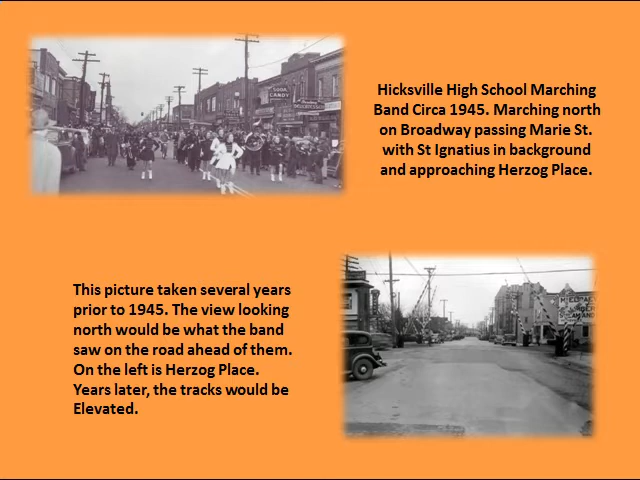 Hicksville High School Marching
Band Circa 1945. Marching north
on Broadway passing Marie St.
with St Ignatius in background
and approaching Herzog Place.
SODA
CANDY
This picture taken several years
prior to 1945. The view looking
north would be what the band
saw on the road ahead of them.
On the left is Herzog Place.
Years later, the tracks would be
Elevated.